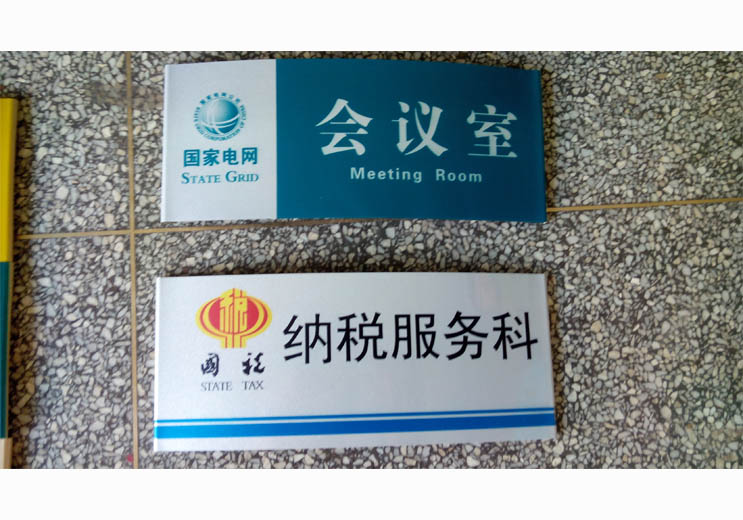 国家电网
STATE GRID
会议室
Meeting Room
税
国税
STATE TAX
纳税服务科